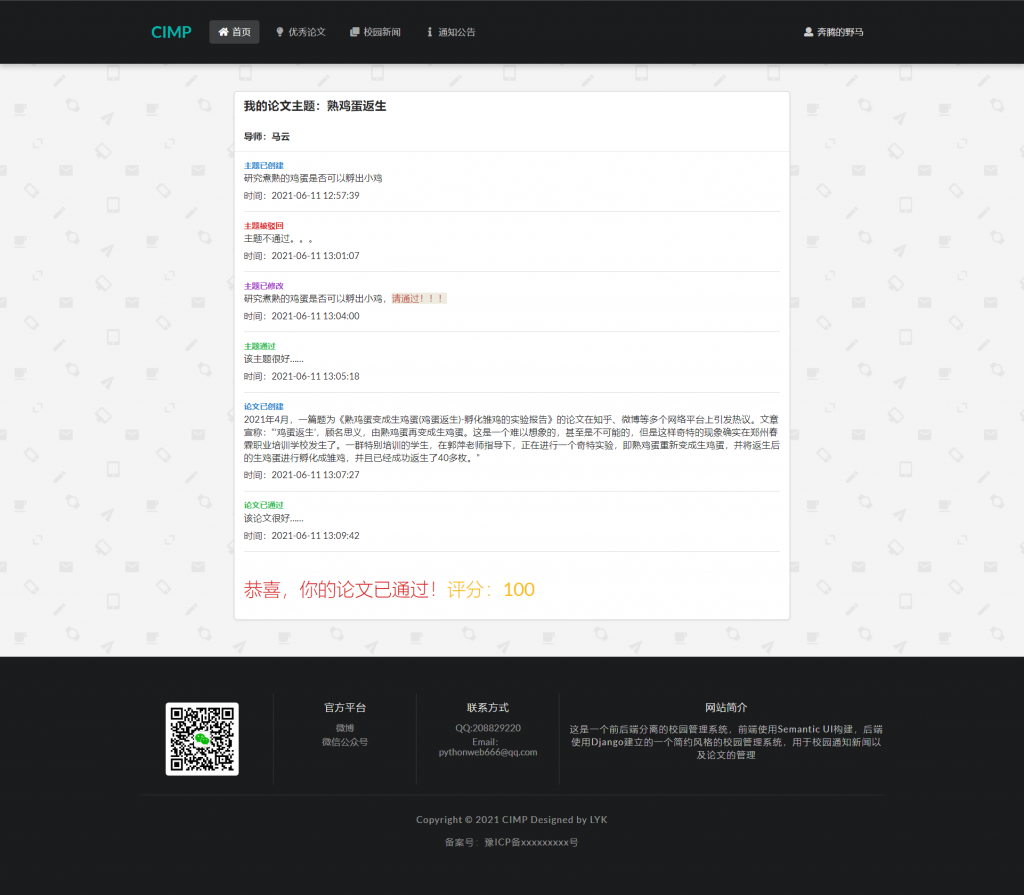 CIMP 首页 优秀论文 校园新闻 通知公告 奔腾的野马
我的论文主题：熟鸡蛋返生
导师：马云
主题已创建
研究煮熟的鸡蛋是否可以孵出小鸡
时间：2021-06-11 12:57:39
主题被驳回
主题不通过。。。
时间：2021-06-11 13:01:07
主题已修改
研究煮熟的鸡蛋是否可以孵出小鸡，请通过！！！
时间：2021-06-11 13:04:00
主题通过
该主题很好......
时间：2021-06-11 13:05:18
论文已创建
2021年4月，一篇题为《熟鸡蛋变成生鸡蛋(鸡蛋返生)-孵化雏鸡的实验报告》的论文在知乎、微博等多个网络平台上引发热议。文章
宣称：“‘鸡蛋返生’，顾名思义，由熟鸡蛋再变成生鸡蛋。这是一个难以想象的，甚至是不可能的，但是这样奇特的现象确实在郑州春
霖职业培训学校发生了。一群特别培训的学生，在郭萍老师指导下，正在进行一个奇特实验，即熟鸡蛋重新变成生鸡蛋，并将返生后
的生鸡蛋进行孵化成雏鸡，并且已经成功返生了40多枚。”
时间：2021-06-11 13:07:27
论文已通过
该论文很好......
时间：2021-06-11 13:09:42
恭喜，你的论文已通过！评分：100
官方平台
微博
微信公众号
联系方式
QQ:208829220
Email：
pythonweb666@qq.com
网站简介
这是一个前后端分离的校园管理系统，前端使用Semantic UI构建，后端
使用Django建立的一个简约风格的校园管理系统，用于校园通知新闻以
及论文的管理
Copyright © 2021 CIMP Designed by LYK
备案号：豫ICP备xxxxxxxxx号